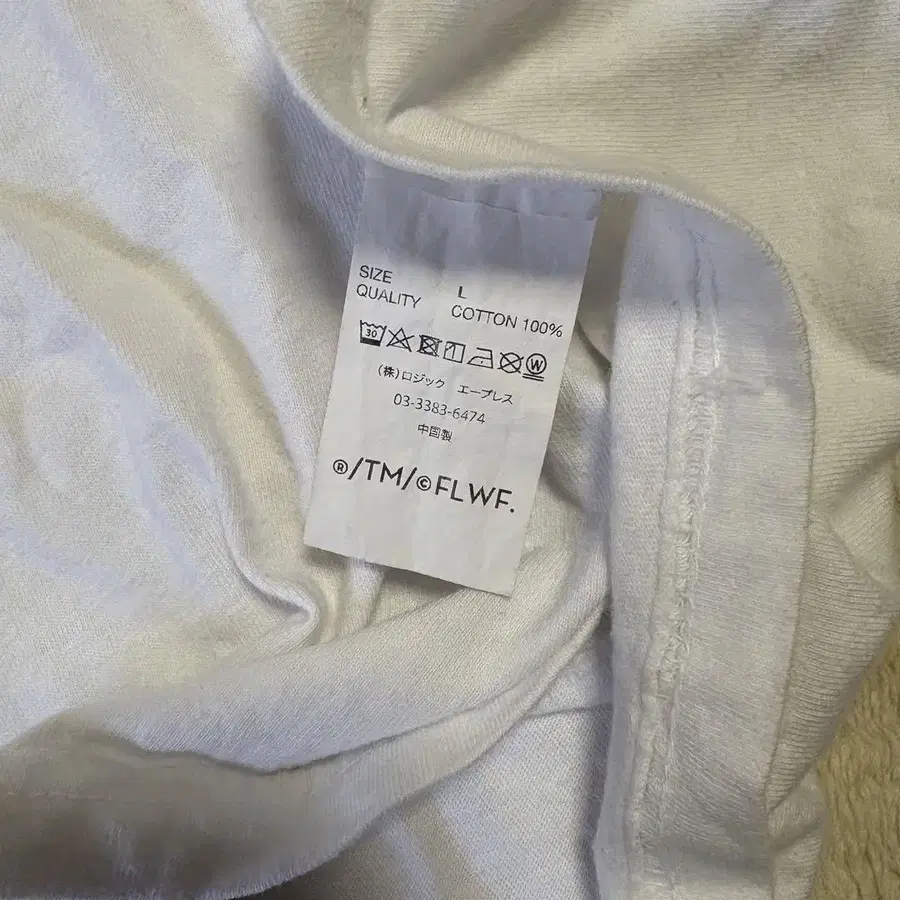 SIZE L
QUALITY COTTON 100%
30 W
(株)ロジック エープレス
03-3383-6474
中国製
®/TM/©FLWF.